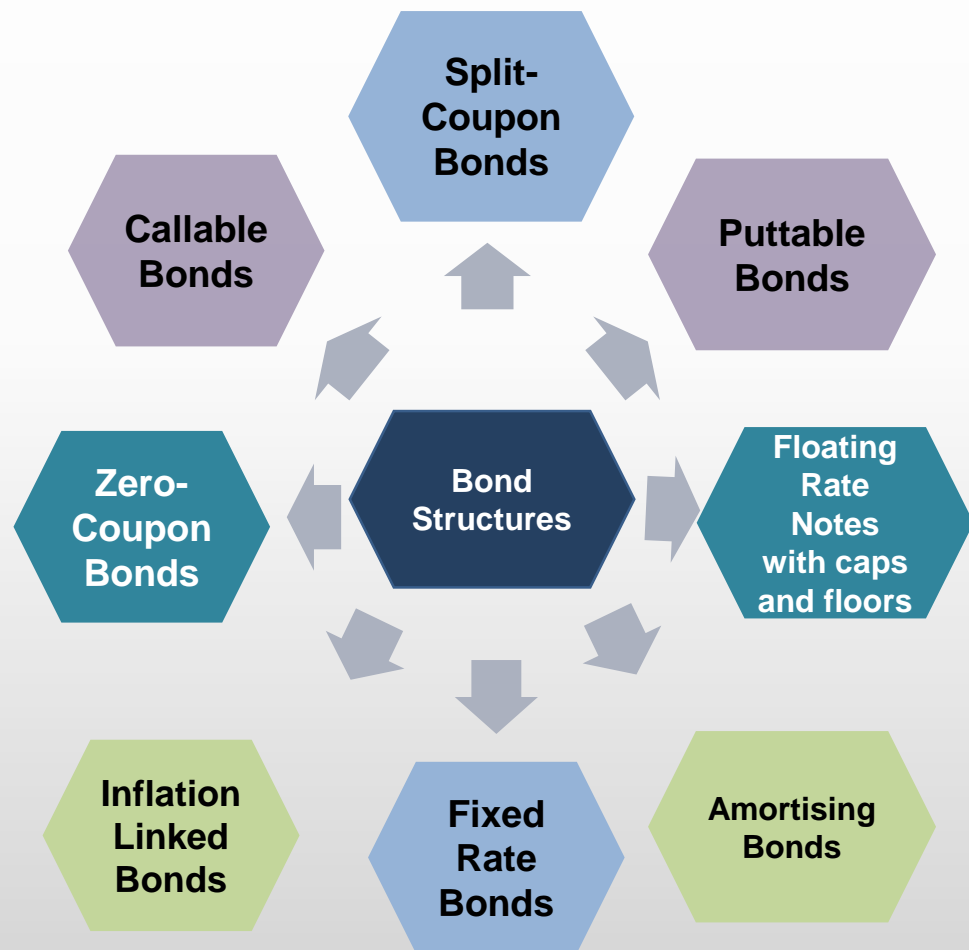 Split-
Coupon
Bonds
Callable
Bonds
Puttable
Bonds
Zero-
Coupon
Bonds
Bond
Structures
Floating
Rate
Notes
with caps
and floors
Inflation
Linked
Bonds
Fixed
Rate
Bonds
Amortising
Bonds